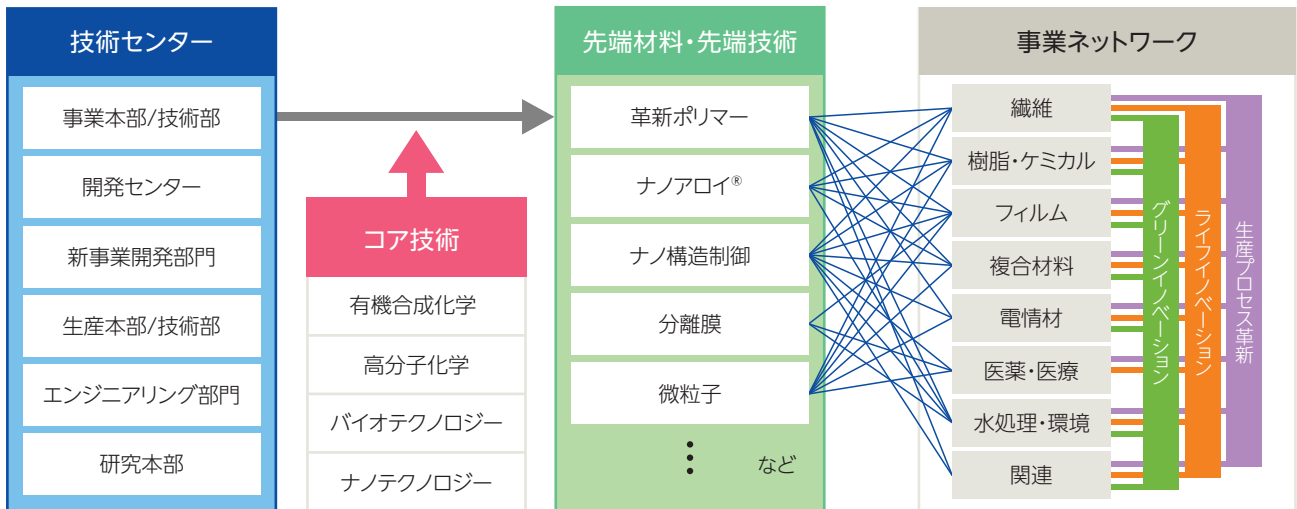 技術センター
事業本部/技術部
開発センター
新事業開発部門
生産本部/技術部
エンジニアリング部門
研究本部
コア技術
有機合成化学
高分子化学
バイオテクノロジー
ナノテクノロジー
先端材料・先端技術
革新ポリマー
ナノアロイ®
ナノ構造制御
分離膜
微粒子
など
事業ネットワーク
繊維
樹脂・ケミカル
フィルム
複合材料
電情材
医薬・医療
水処理・環境
関連
グリーンイノベーション
ライフイノベーション
生産プロセス革新